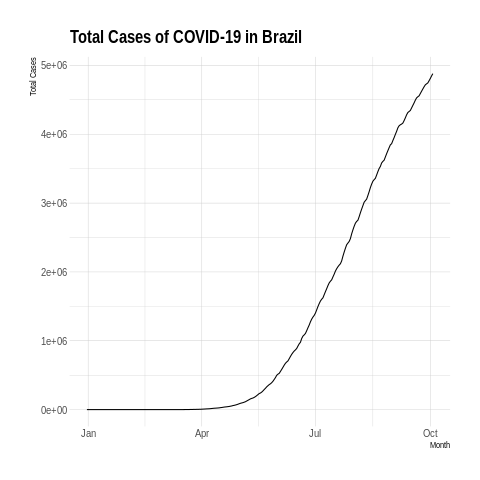 Total Cases of COVID-19 in Brazil
Total Cases
5e+06
4e+06
3e+06
2e+06
1e+06
0e+00
Jan Apr Jul Oct
Month